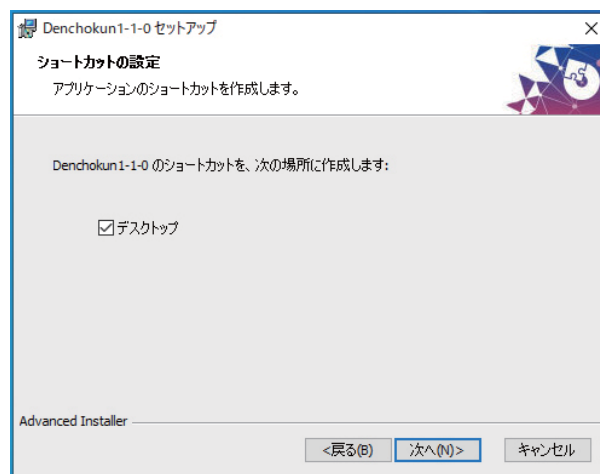 Denchokun1-1-0 セットアップ
ショートカットの設定
アプリケーションのショートカットを作成します。
Denchokun1-1-0 のショートカットを、次の場所に作成します:
デスクトップ
Advanced Installer
<戻る(B) 次へ(N)> キャンセル